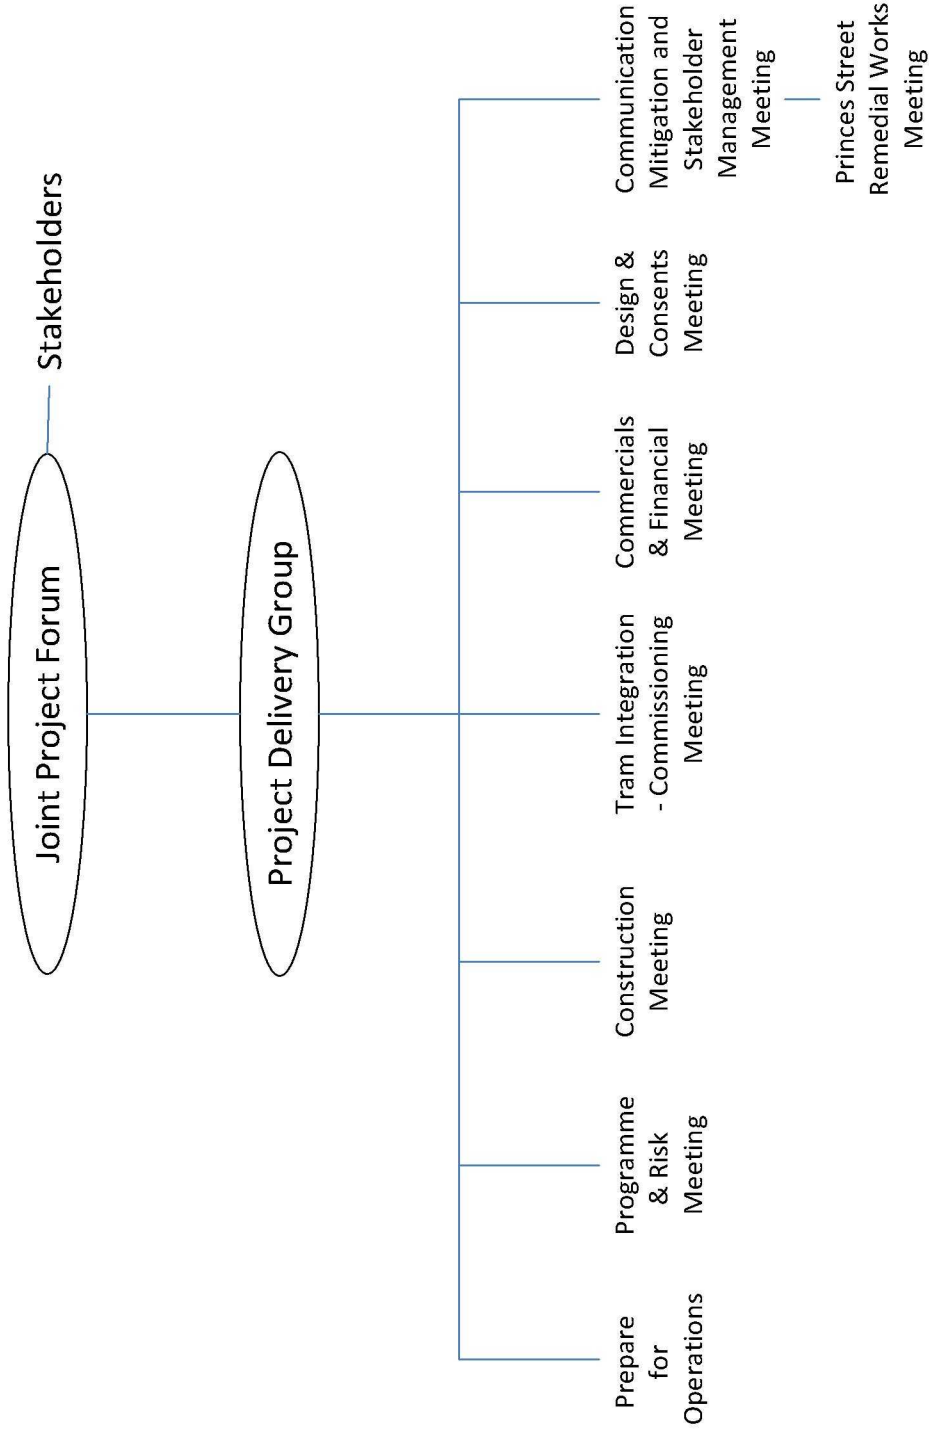 Joint Project Forum
Stakeholders
Project Delivery Group
Prepare
for
Operations
Programme
& Risk
Meeting
Construction
Meeting
Tram Integration
- Commissioning
Meeting
Commercials
& Financial
Meeting
Design &
Consents
Meeting
Communication
Mitigation and
Stakeholder
Management
Meeting
Princes Street
Remedial Works
Meeting